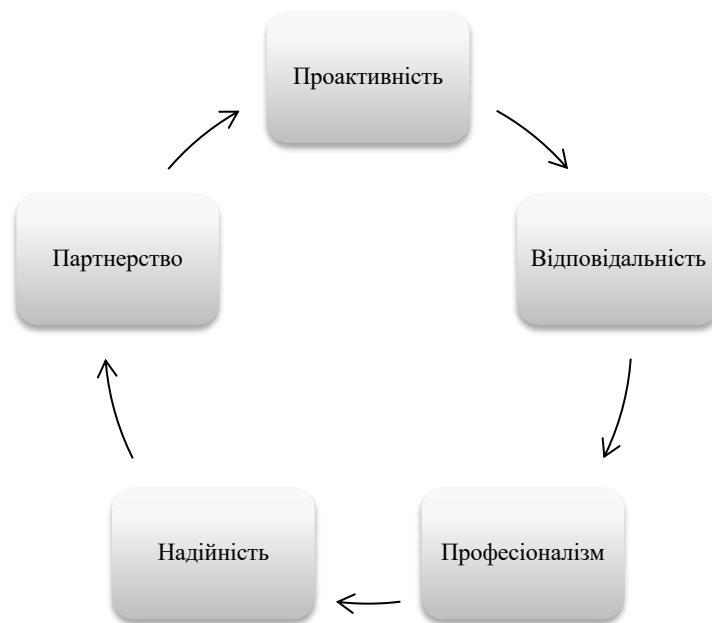 Проактивність
Відповідальність
Професіоналізм
Надійність
Партнерство